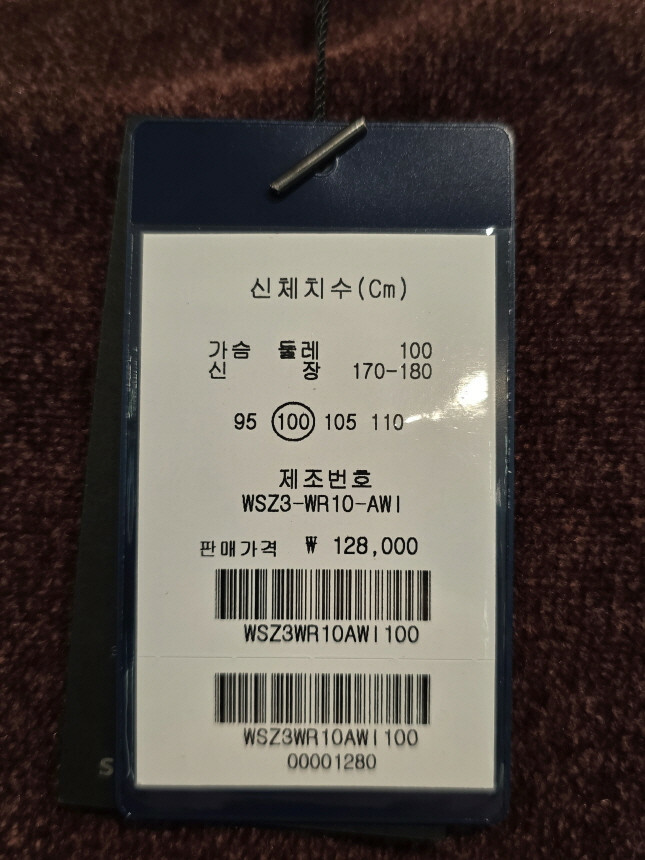 신체치수(Cm)
가슴 둘레 100
신 장 170-180
95 100 105 110
제조번호
WSZ3-WR10-AWI
판매가격 ₩ 128,000
WSZ3WR10AWI100
WSZ3WR10AWI100
00001280
S